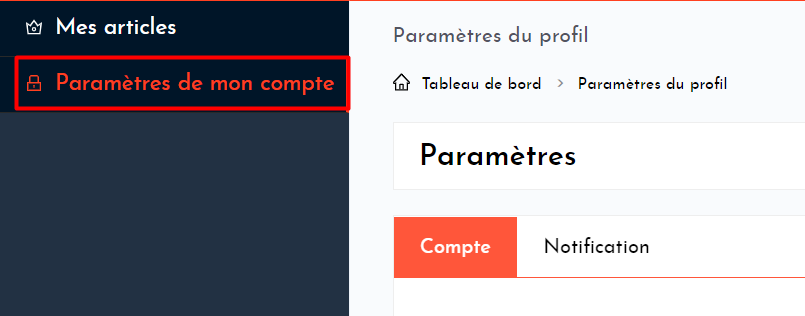 Mes articles
Paramètres de mon compte
Paramètres du profil
Tableau de bord > Paramètres du profil
Paramètres
Compte Notification